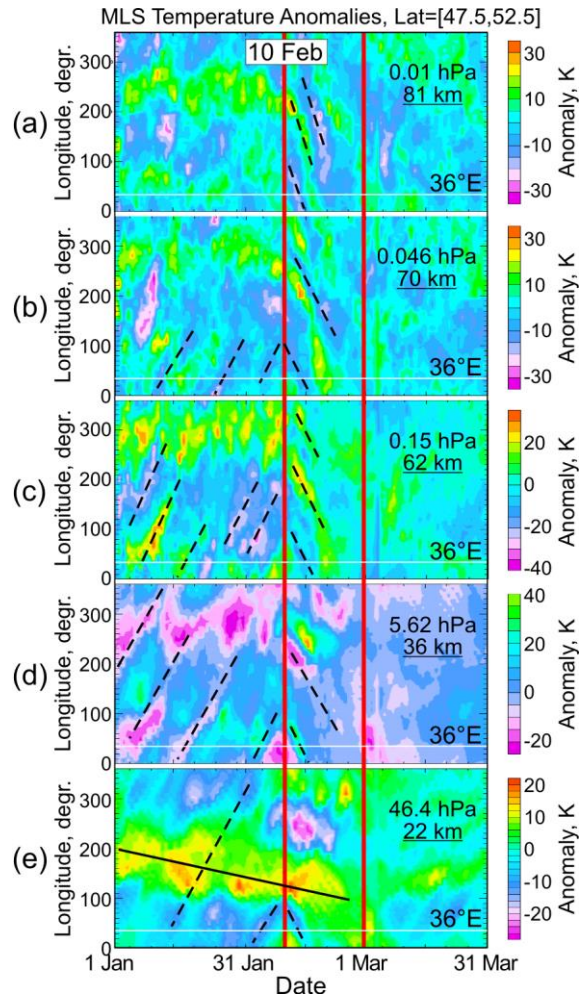 MLS Temperature Anomalies, Lat=[47.5,52.5]
10 Feb
(a)
Longitude, degr.
300
200
100
0
0.01 hPa
81 km
36°E
30
10
-10
-30
Anomaly, K
(b)
Longitude, degr.
300
200
100
0
0.046 hPa
70 km
36°E
30
10
-10
-30
Anomaly, K
(c)
Longitude, degr.
300
200
100
0
0.15 hPa
62 km
36°E
20
0
-20
-40
Anomaly, K
(d)
Longitude, degr.
300
200
100
0
5.62 hPa
36 km
36°E
40
20
0
-20
Anomaly, K
(e)
Longitude, degr.
300
200
100
0
46.4 hPa
22 km
36°E
20
10
0
-10
-20
Anomaly, K
1 Jan
31 Jan
1 Mar
31 Mar
Date